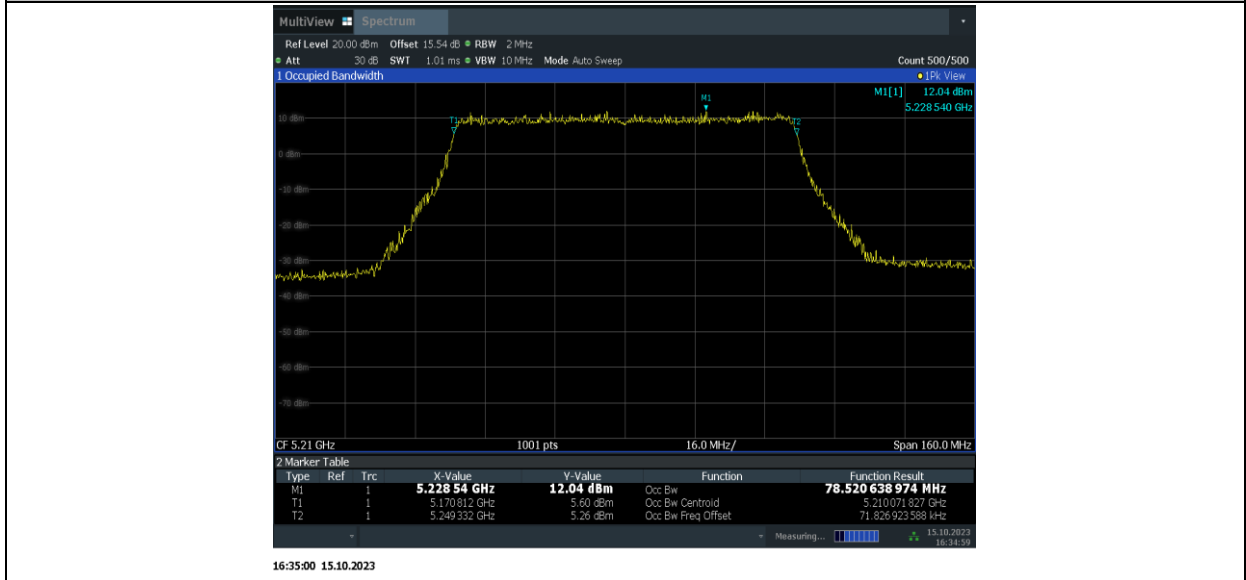 MultiView Spectrum
Ref Level 20.00 dBm Offset 15.54 dB RBW 2 MHz
Att 30 dB SWT 1.01 ms VBW 10 MHz Mode Auto Sweep Count 500/500
1 Occupied Bandwidth 1Pk View
M1[1] 12.04 dBm
5.228 540 GHz
M1
10 dBm
T1
T2
0 dBm
-10 dBm
-20 dBm
-30 dBm
-40 dBm
-50 dBm
-60 dBm
-70 dBm
CF 5.21 GHz 1001 pts 16.0 MHz/ Span 160.0 MHz
2 Marker Table
Type Ref Trc X-Value Y-Value Function Function Result
M1 1 5.228 54 GHz 12.04 dBm Occ Bw 78.520 638 974 MHz
T1 1 5.170 812 GHz 5.60 dBm Occ Bw Centroid 5.210 071 827 GHz
T2 1 5.249 332 GHz 5.26 dBm Occ Bw Freq Offset 71.826 923 588 kHz
Measuring... 15.10.2023
16:34:59
16:35:00 15.10.2023